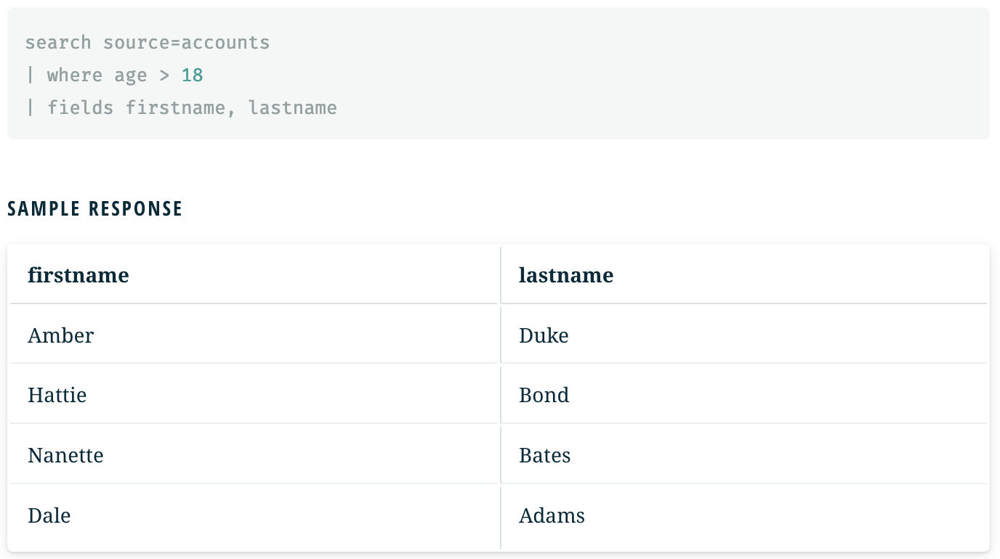 search source=accounts
| where age > 18
| fields firstname, lastname
SAMPLE RESPONSE
firstname lastname
Amber Duke
Hattie Bond
Nanette Bates
Dale Adams